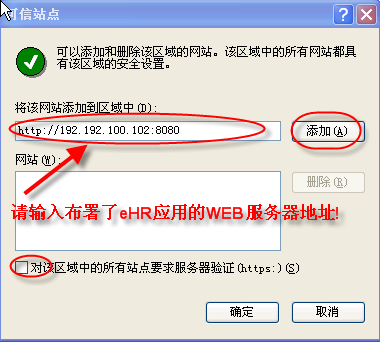 可信站点
可以添加和删除该区域的网站。该区域中的所有网站都具
有该区域的安全设置。
将该网站添加到区域中(D):
http://192.192.100.102:8080
添加(A)
网站(W):
删除(R)
请输入布署了eHR应用的WEB服务器地址!
对该区域中的所有站点要求服务器验证(https:)(S)
确定
取消